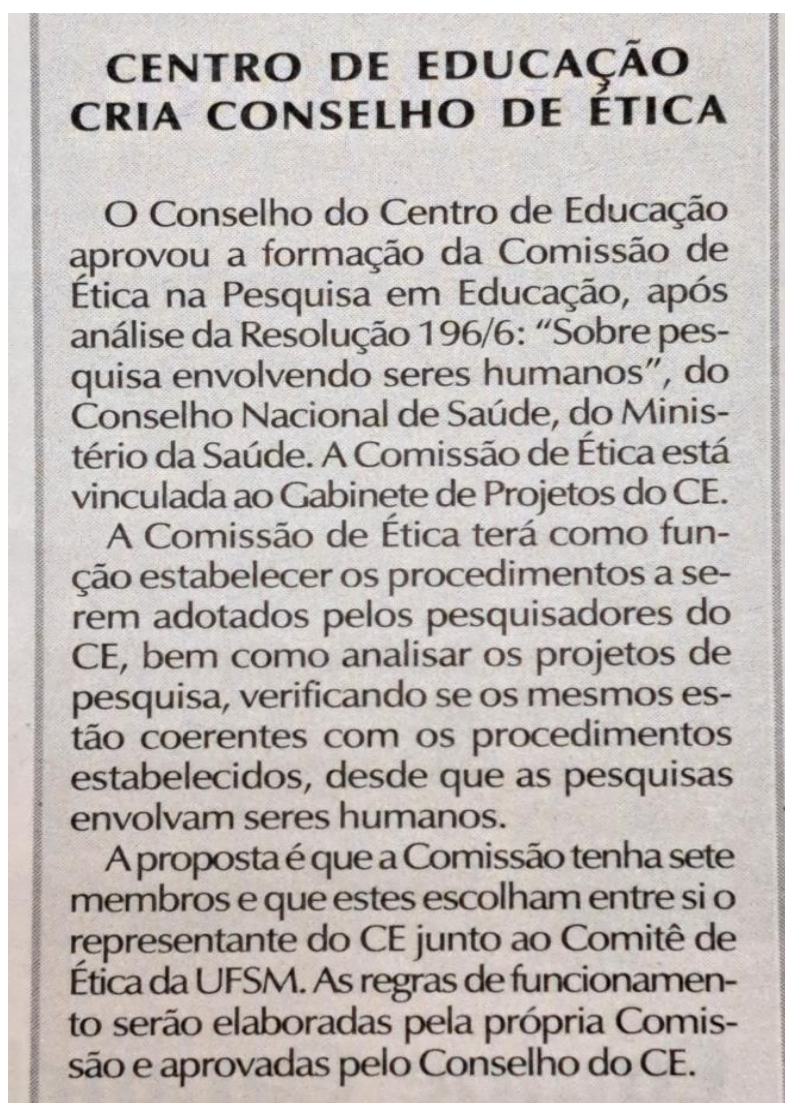 CENTRO DE EDUCAÇÃO
CRIA CONSELHO DE ÉTICA
O Conselho do Centro de Educação
aprovou a formação da Comissão de
Ética na Pesquisa em Educação, após
análise da Resolução 196/6: “Sobre pes-
quisa envolvendo seres humanos”, do
Conselho Nacional de Saúde, do Minis-
tério da Saúde. A Comissão de Ética está
vinculada ao Gabinete de Projetos do CE.
A Comissão de Ética terá como fun-
ção estabelecer os procedimentos a se-
rem adotados pelos pesquisadores do
CE, bem como analisar os projetos de
pesquisa, verificando se os mesmos es-
tão coerentes com os procedimentos
estabelecidos, desde que as pesquisas
envolvam seres humanos.
A proposta é que a Comissão tenha sete
membros e que estes escolham entre si o
representante do CE junto ao Comitê de
Ética da UFSM. As regras de funcionamen-
to serão elaboradas pela própria Comis-
são e aprovadas pelo Conselho do CE.